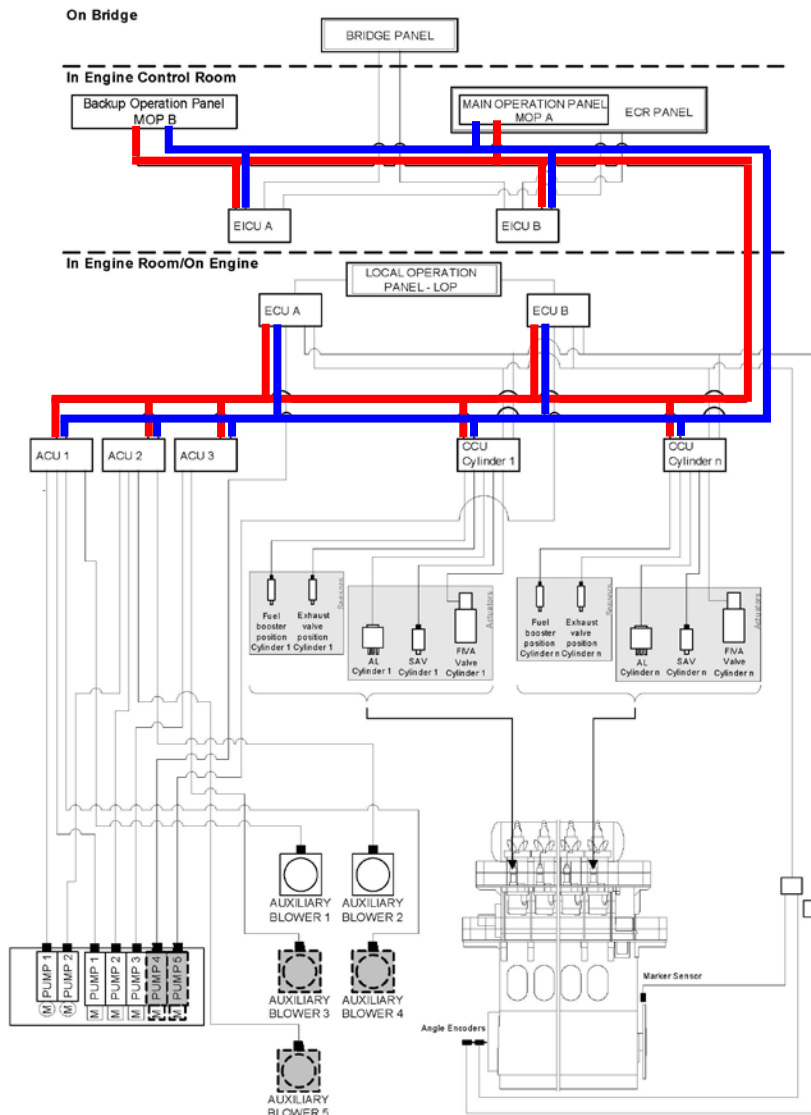 On Bridge
BRIDGE PANEL
In Engine Control Room
Backup Operation Panel
MOP B
MAIN OPERATION PANEL
MOP A
ECR PANEL
EICU A
EICU B
In Engine Room/On Engine
LOCAL OPERATION
PANEL - LOP
ECU A
ECU B
ACU 1
ACU 2
ACU 3
CCU
Cylinder 1
CCU
Cylinder n
Sensors
Fuel
booster
position
Cylinder 1
Exhaust
valve
position
Cylinder 1
Actuators
AL
Cylinder 1
SAV
Cylinder 1
FIVA
Valve
Cylinder 1
Sensors
Fuel
booster
position
Cylinder n
Exhaust
valve
position
Cylinder n
Actuators
AL
Cylinder n
SAV
Cylinder n
FIVA
Valve
Cylinder n
AUXILIARY
BLOWER 1
AUXILIARY
BLOWER 2
AUXILIARY
BLOWER 3
AUXILIARY
BLOWER 4
AUXILIARY
BLOWER 5
M PUMP 1
M PUMP 2
M PUMP 1
M PUMP 2
M PUMP 3
M PUMP 4
M PUMP 5
Marker Sensor
Angle Encoders